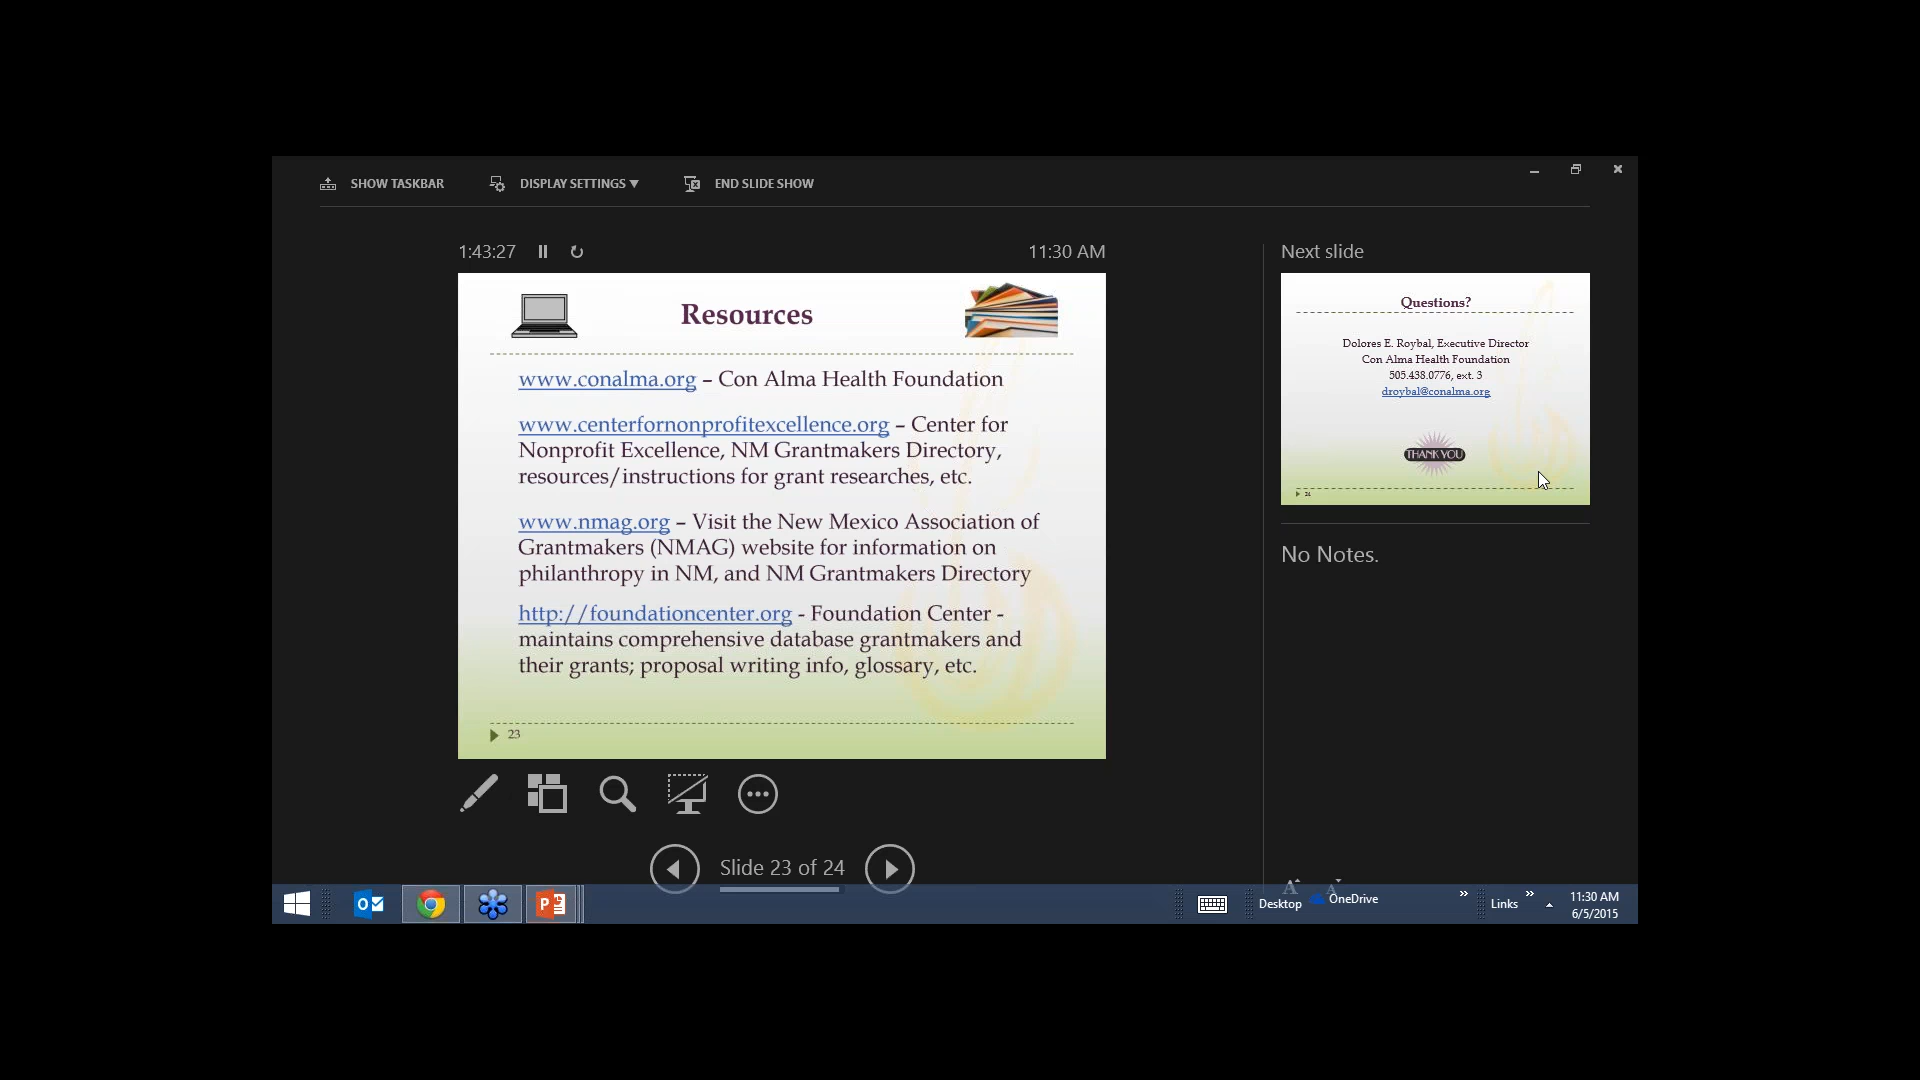 SHOW TASKBAR
DISPLAY SETTINGS ▼
END SLIDE SHOW
1:43:27
11:30 AM
Resources
www.conalma.org – Con Alma Health Foundation
www.centerfornonprofitexcellence.org – Center for
Nonprofit Excellence, NM Grantmakers Directory,
resources/instructions for grant researches, etc.
www.nmag.org – Visit the New Mexico Association of
Grantmakers (NMAG) website for information on
philanthropy in NM, and NM Grantmakers Directory
http://foundationcenter.org - Foundation Center -
maintains comprehensive database grantmakers and
their grants; proposal writing info, glossary, etc.
23
Next slide
Questions?
Dolores E. Roybal, Executive Director
Con Alma Health Foundation
505.438.0776, ext. 3
droybal@conalma.org
THANK YOU
24
No Notes.
Slide 23 of 24
A A
Desktop
OneDrive
»
Links
»
11:30 AM
6/5/2015